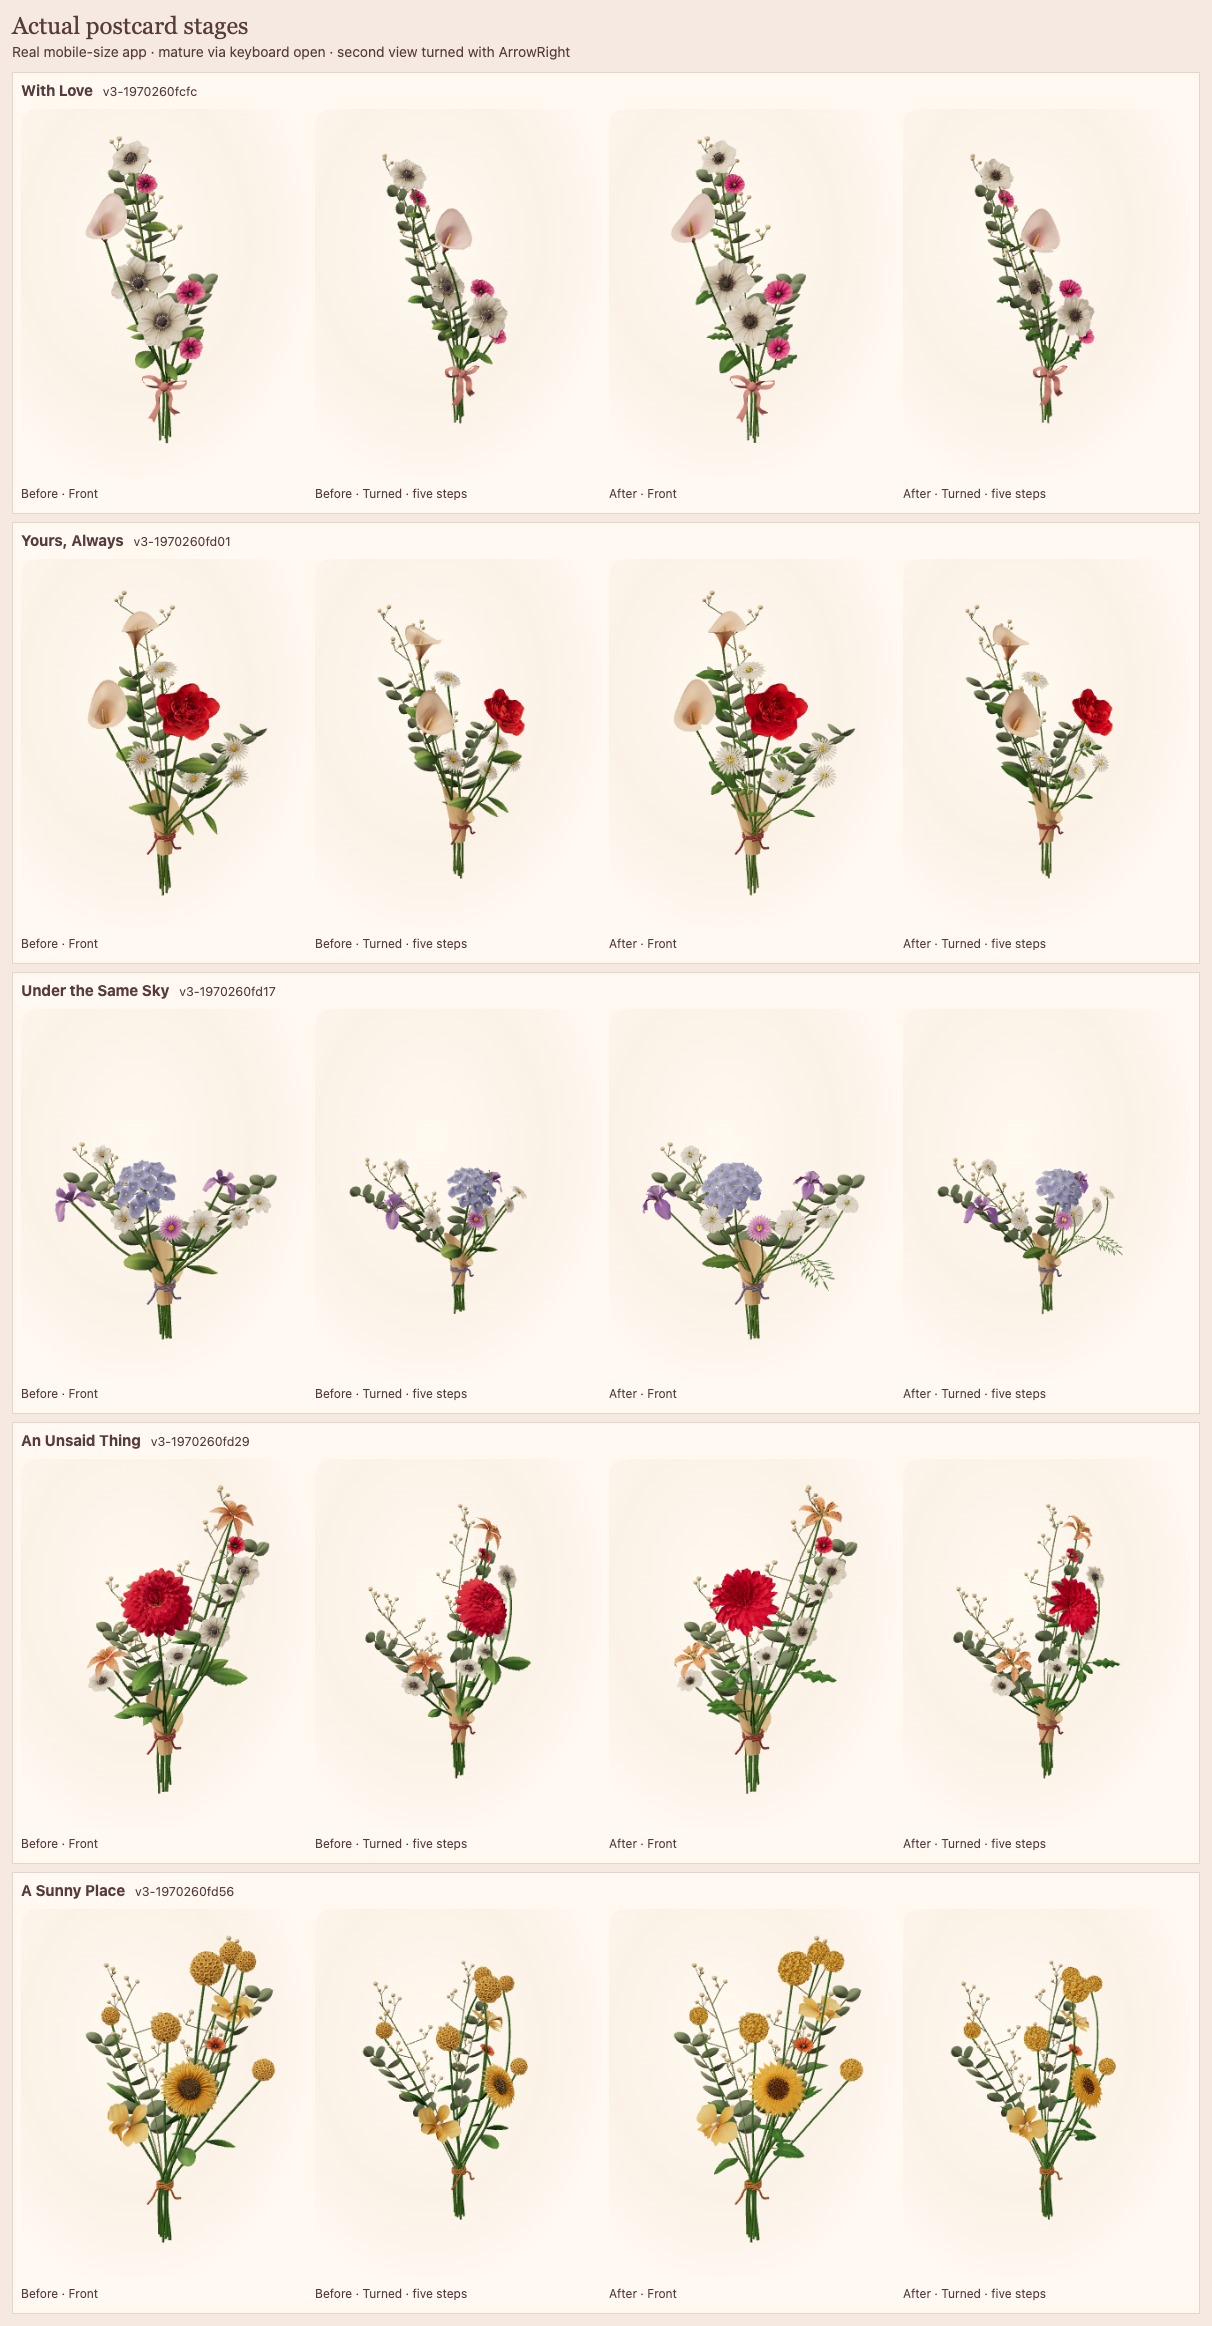 Actual postcard stages
Real mobile-size app · mature via keyboard open · second view turned with ArrowRight
With Love v3-1970260fcfc
Before · Front
Before · Turned · five steps
After · Front
After · Turned · five steps
Yours, Always v3-1970260fd01
Before · Front
Before · Turned · five steps
After · Front
After · Turned · five steps
Under the Same Sky v3-1970260fd17
Before · Front
Before · Turned · five steps
After · Front
After · Turned · five steps
An Unsaid Thing v3-1970260fd29
Before · Front
Before · Turned · five steps
After · Front
After · Turned · five steps
A Sunny Place v3-1970260fd56
Before · Front
Before · Turned · five steps
After · Front
After · Turned · five steps